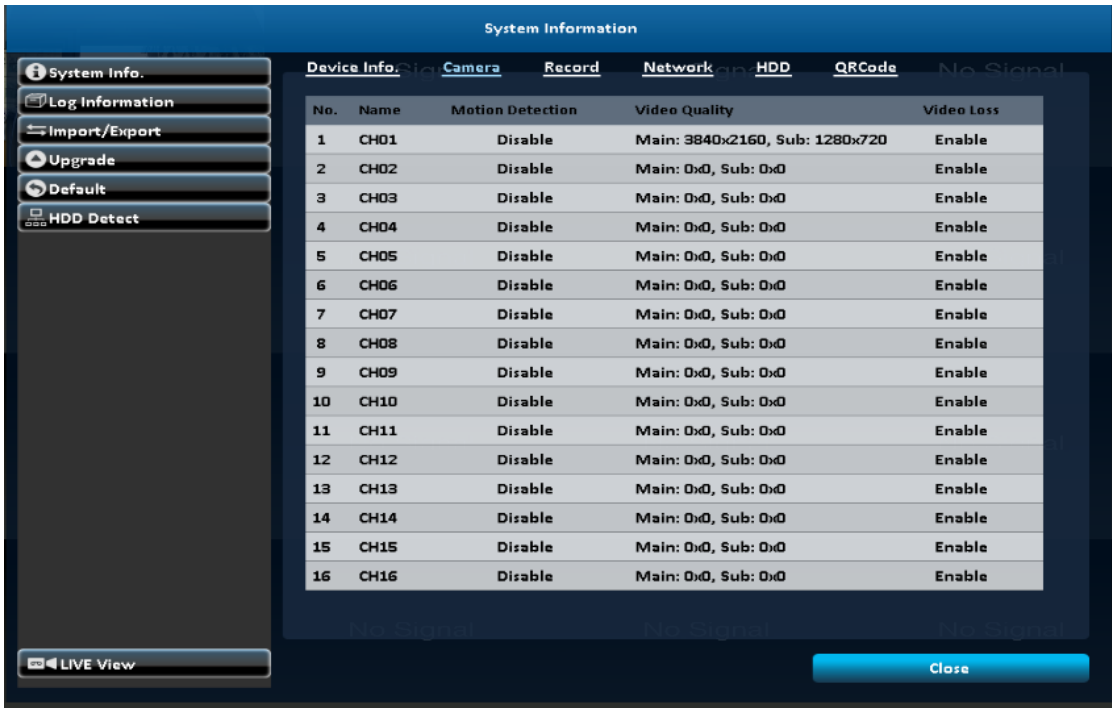 System Information
System Info.
Log Information
Import/Export
Upgrade
Default
HDD Detect
LIVE View
Device Info. Camera Record Network HDD QRCode
No Signal
No. Name Motion Detection Video Quality Video Loss
1 CH01 Disable Main: 3840x2160, Sub: 1280x720 Enable
2 CH02 Disable Main: 0x0, Sub: 0x0 Enable
3 CH03 Disable Main: 0x0, Sub: 0x0 Enable
4 CH04 Disable Main: 0x0, Sub: 0x0 Enable
5 CH05 Disable Main: 0x0, Sub: 0x0 Enable
6 CH06 Disable Main: 0x0, Sub: 0x0 Enable
7 CH07 Disable Main: 0x0, Sub: 0x0 Enable
8 CH08 Disable Main: 0x0, Sub: 0x0 Enable
9 CH09 Disable Main: 0x0, Sub: 0x0 Enable
10 CH10 Disable Main: 0x0, Sub: 0x0 Enable
11 CH11 Disable Main: 0x0, Sub: 0x0 Enable
12 CH12 Disable Main: 0x0, Sub: 0x0 Enable
13 CH13 Disable Main: 0x0, Sub: 0x0 Enable
14 CH14 Disable Main: 0x0, Sub: 0x0 Enable
15 CH15 Disable Main: 0x0, Sub: 0x0 Enable
16 CH16 Disable Main: 0x0, Sub: 0x0 Enable
No Signal No Signal No Signal
Close